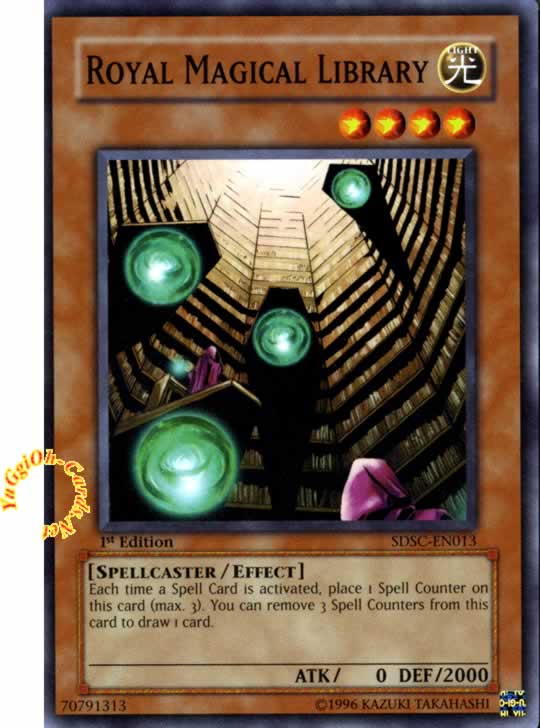 ROYAL MAGICAL LIBRARY
LIGHT
光
YuGgiOh-Cards.Net
1st Edition
SDSC-EN013
[SPELLCASTER / EFFECT]
Each time a Spell Card is activated, place 1 Spell Counter on
this card (max. 3). You can remove 3 Spell Counters from this
card to draw 1 card.
ATK/ 0 DEF/2000
70791313
©1996 KAZUKI TAKAHASHI